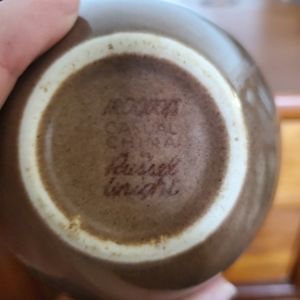 IROQUOIS
CASUAL
CHINA
by
Russel
Wright